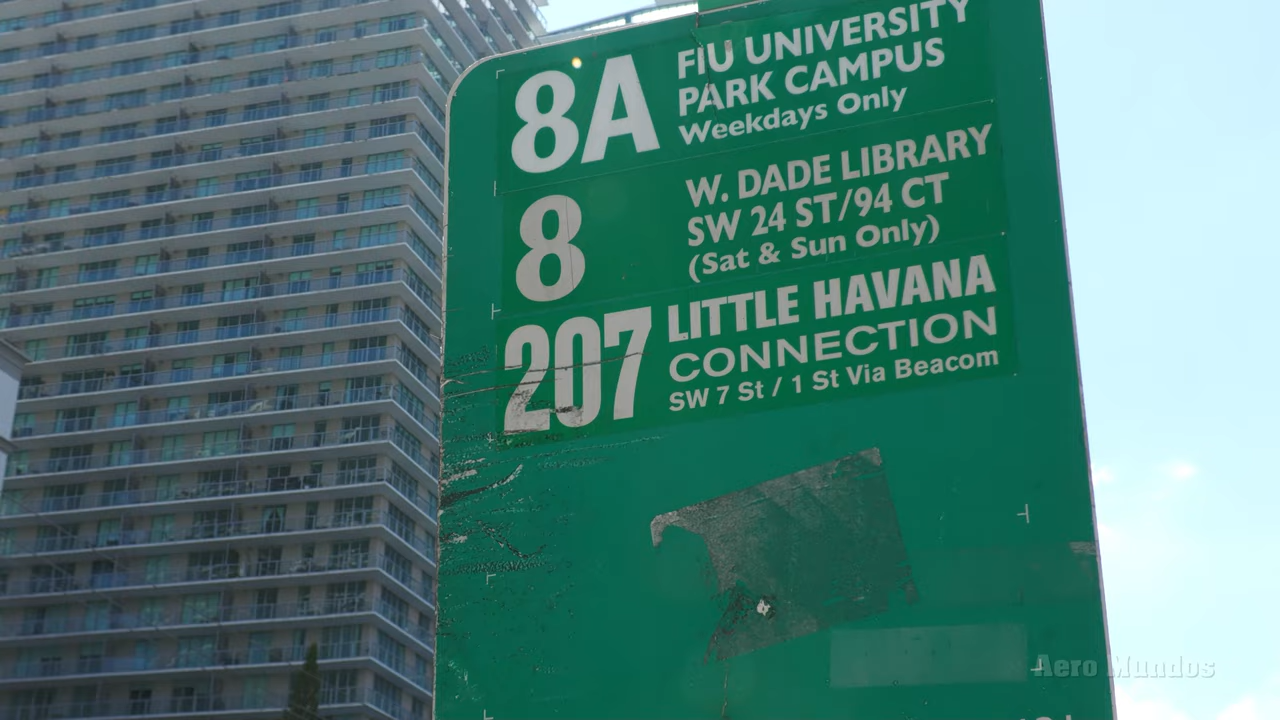 8A FIU UNIVERSITY
PARK CAMPUS
Weekdays Only
8 W. DADE LIBRARY
SW 24 ST/94 CT
(Sat & Sun Only)
207 LITTLE HAVANA
CONNECTION
SW 7 St / 1 St Via Beacom
Aero Mundos